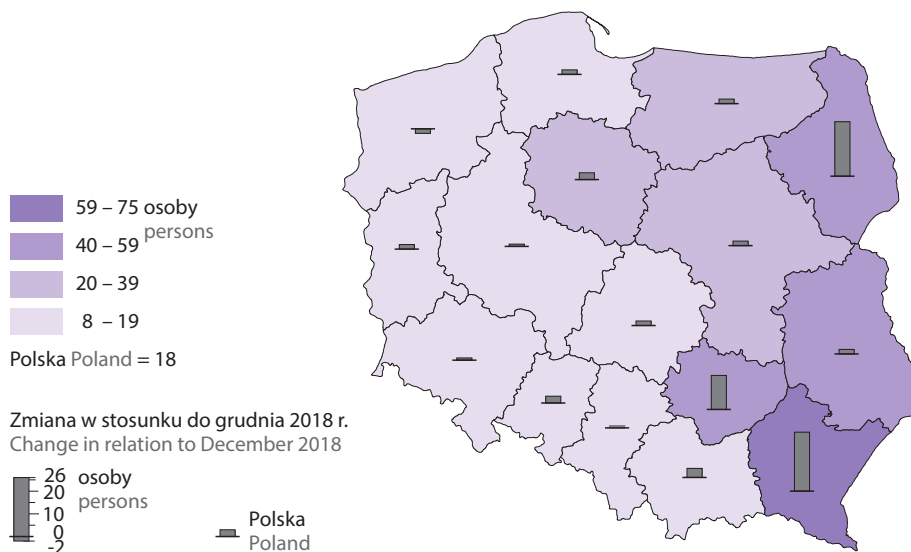 59 – 75 osoby
persons
40 – 59
20 – 39
8 – 19
Polska Poland = 18
Zmiana w stosunku do grudnia 2018 r.
Change in relation to December 2018
26
20
10
0
-2
osoby
persons
Polska
Poland